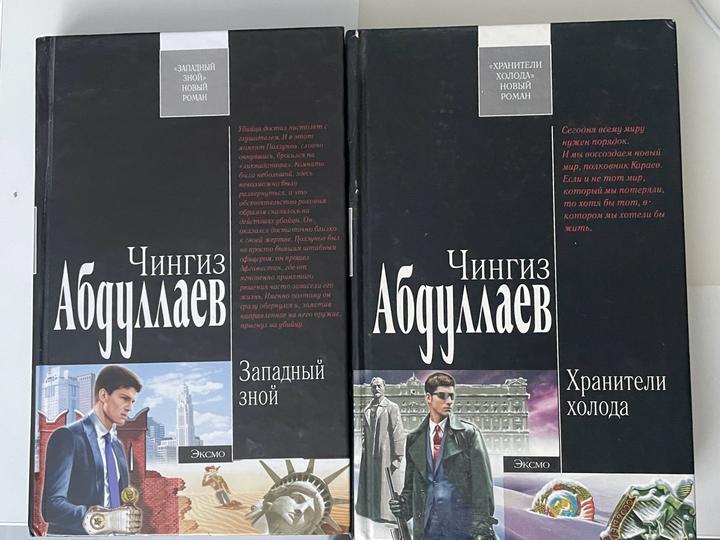 «ЗАПАДНЫЙ
ЗНОЙ»
НОВЫЙ
РОМАН
Убийца достал пистолет с
глушителем. И в этот
момент Ползунов, словно
очнувшись, бросился на
«ликвидатора». Комната
была небольшой, здесь
невозможно было
развернуться, и это
обстоятельство роковым
образом сказалось на
действиях убийцы. Он
оказался достаточно близко
к своей жертве. Ползунов был
не просто бывшим штабным
офицером, он прошел
Афганистан, где от
мгновенно принятого
решения часто зависела его
жизнь. Именно поэтому он
сразу обернулся и, заметив
направленное на него оружие,
прыгнул на убийцу.
Чингиз
Абдуллаев
Западный
зной
Эксмо
«ХРАНИТЕЛИ
ХОЛОДА»
НОВЫЙ
РОМАН
Сегодня всему миру
нужен порядок.
И мы воссоздаем новый
мир, полковник Караев.
Если и не тот мир,
который мы потеряли,
то хотя бы тот, в
котором мы хотели бы
жить.
Чингиз
Абдуллаев
Хранители
холода
Эксмо